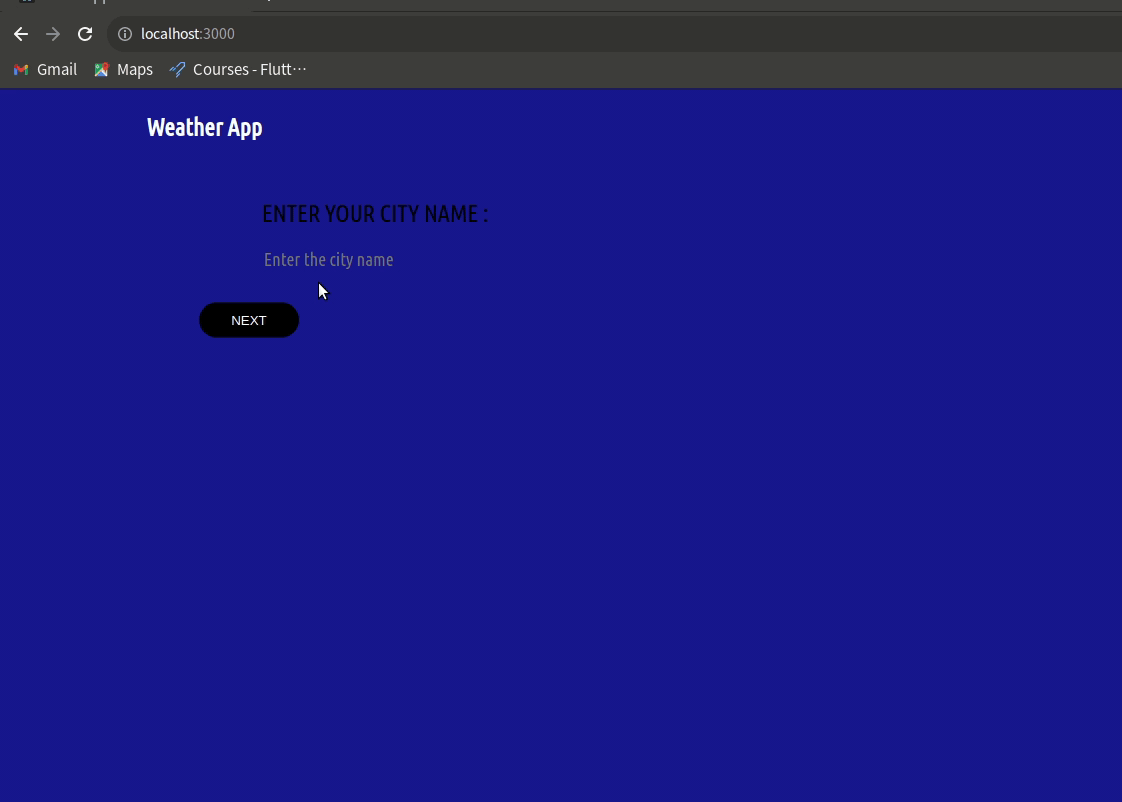 localhost:3000
Gmail Maps Courses - Flutt···
Weather App
ENTER YOUR CITY NAME :
Enter the city name
NEXT